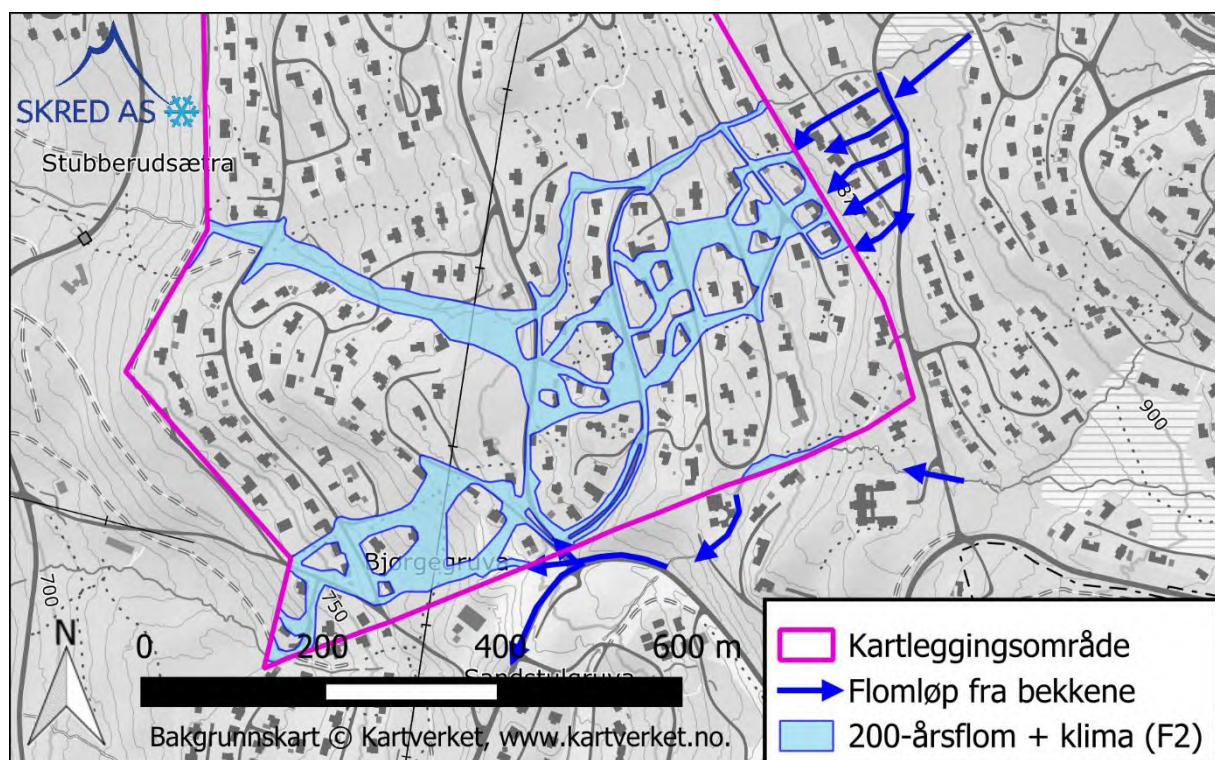 SKRED AS
Stubberudsætra
87
900
Bjørgegruva
700
750
N
0 200 400 600 m
Sandstulgruva
Bakgrunnskart © Kartverket, www.kartverket.no.
Kartleggingsområde
Flomløp fra bekkene
200-årsflom + klima (F2)